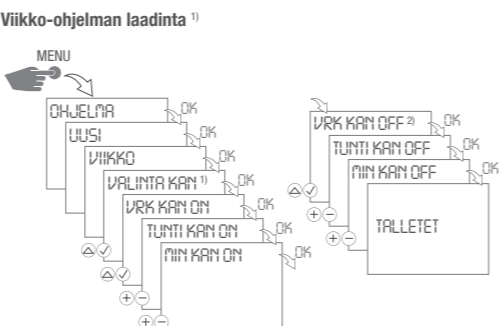 Viikko-ohjelman laadinta 1)
MENU
OHJELMA OK
UUSI OK
VIIKKO OK
VALINTA KAN 1) OK
VRK KAN ON OK
TUNTI KAN ON OK
MIN KAN ON OK
VRK KAN OFF 2) OK
TUNTI KAN OFF OK
MIN KAN OFF OK
TALLETET